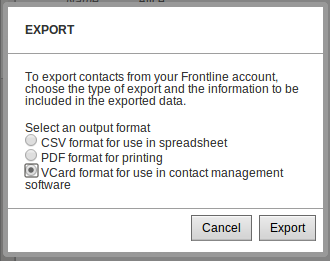 EXPORT
To export contacts from your Frontline account,
choose the type of export and the information to be
included in the exported data.
Select an output format
CSV format for use in spreadsheet
PDF format for printing
VCard format for use in contact management
software
Cancel Export